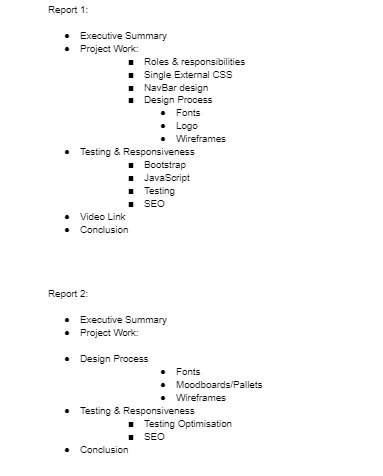 Report 1:
● Executive Summary
● Project Work:
■ Roles & responsibilities
■ Single External CSS
■ NavBar design
■ Design Process
● Fonts
● Logo
● Wireframes
● Testing & Responsiveness
■ Bootstrap
■ JavaScript
■ Testing
■ SEO
● Video Link
● Conclusion
Report 2:
● Executive Summary
● Project Work:
● Design Process
● Fonts
● Moodboards/Pallets
● Wireframes
● Testing & Responsiveness
■ Testing Optimisation
■ SEO
● Conclusion